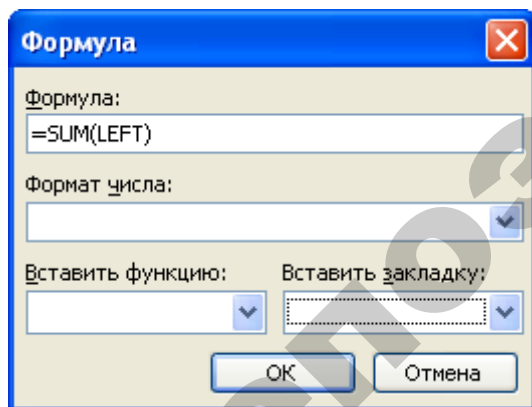 Формула
Формула:
=SUM(LEFT)
Формат числа:
Вставить функцию: Вставить закладку:
ОК Отмена